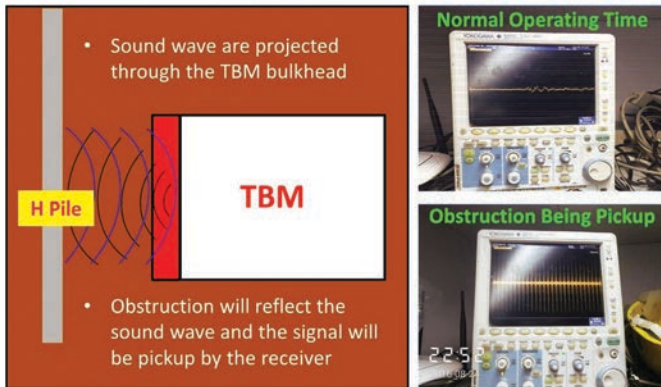 • Sound wave are projected
through the TBM bulkhead
H Pile
TBM
• Obstruction will reflect the
sound wave and the signal will
be pickup by the receiver
Normal Operating Time
YOKOGAWA
Obstruction Being Pickup
YOKOGAWA
22:52